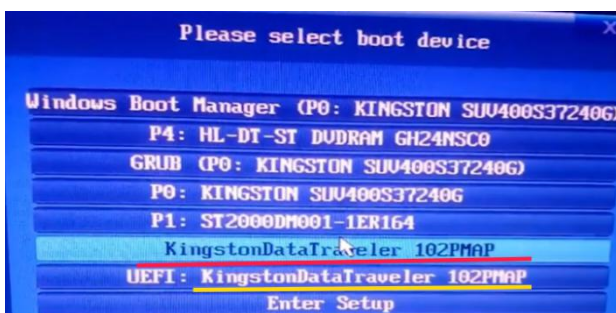 Please select boot device
Windows Boot Manager (P0: KINGSTON SUV400S37240G)
P4: HL-DT-ST DVDRAM GH24NSC0
GRUB (P0: KINGSTON SUV400S37240G)
P0: KINGSTON SUV400S37240G
P1: ST2000DM001-1ER164
KingstonDataTraveler 102PMAP
UEFI: KingstonDataTraveler 102PMAP
Enter Setup